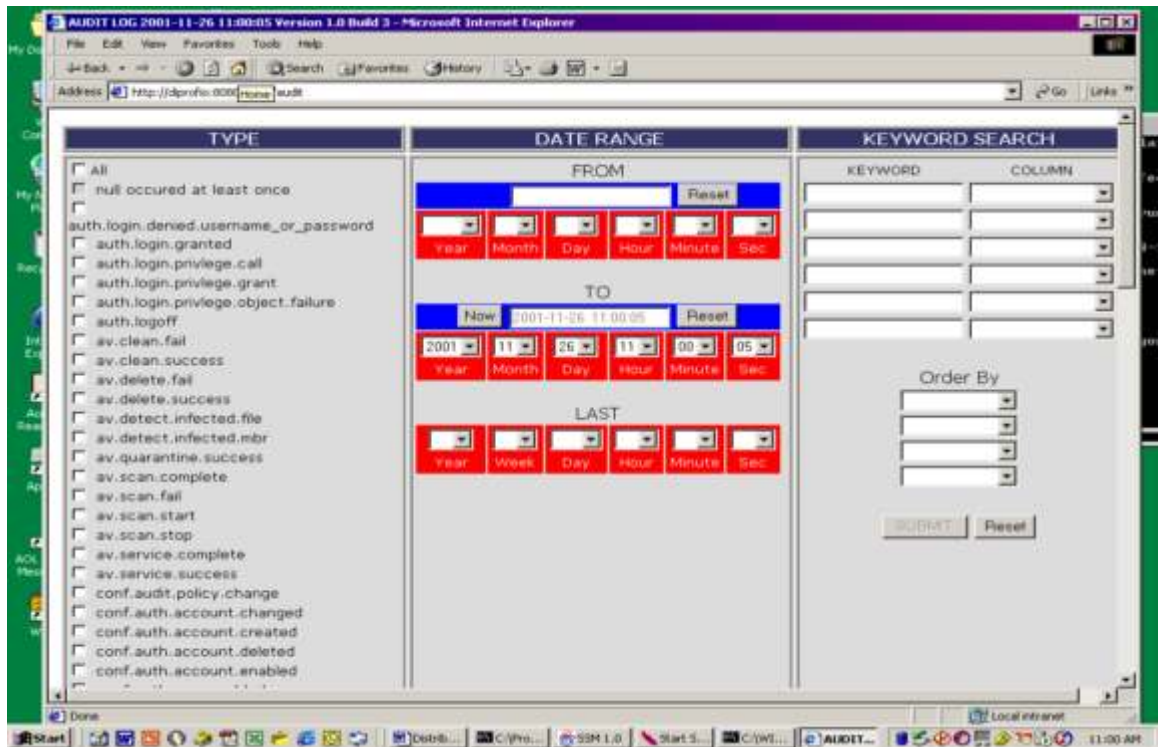 AUDIT LOG 2001-11-26 11:00:05 Version 1.0 Build 3 - Microsoft Internet Explorer
File Edit View Favorites Tools Help
Back Search Favorites History
Address Home audit Go Links
TYPE
All
null occured at least once
auth.login.denied.username_or_password
auth.login.granted
auth.login.privlege.call
auth.login.privlege.grant
auth.login.privlege.object.failure
auth.logoff
av.clean.fail
av.clean.success
av.delete.fail
av.delete.success
av.detect.infected.file
av.detect.infected.mbr
av.quarantine.success
av.scan.complete
av.scan.fail
av.scan.start
av.scan.stop
av.service.complete
av.service.success
conf.audit.policy.change
conf.auth.account.changed
conf.auth.account.created
conf.auth.account.deleted
conf.auth.account.enabled
DATE RANGE
FROM
Reset
Year Month Day Hour Minute Sec
TO
Now 2001-11-26 11:00:05 Reset
2001 11 26 11 00 05
Year Month Day Hour Minute Sec
LAST
Year Week Day Hour Minute Sec
KEYWORD SEARCH
KEYWORD COLUMN
Order By
SUBMIT Reset
Done Local intranet
Start Distrib... C:\Pro... SSM 1.0 Start S... C:\WI... AUDIT... 11:00 AM